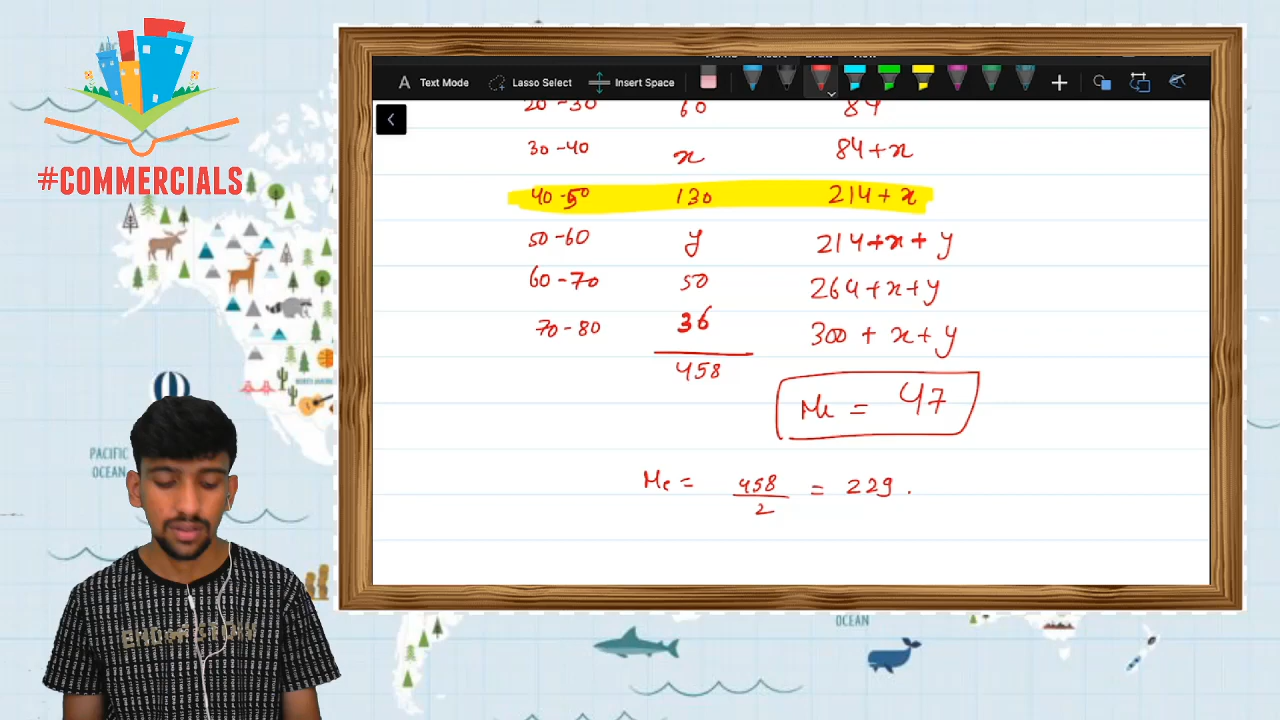 Text Mode Lasso Select Insert Space
20-30 60 84
30-40 x 84+x
40-50 130 214+x
50-60 y 214+x+y
60-70 50 264+x+y
70-80 36 300+x+y
458
Me = 47
Me = 458/2 = 229.
#COMMERCIALS
PACIFIC
OCEAN
OCEAN